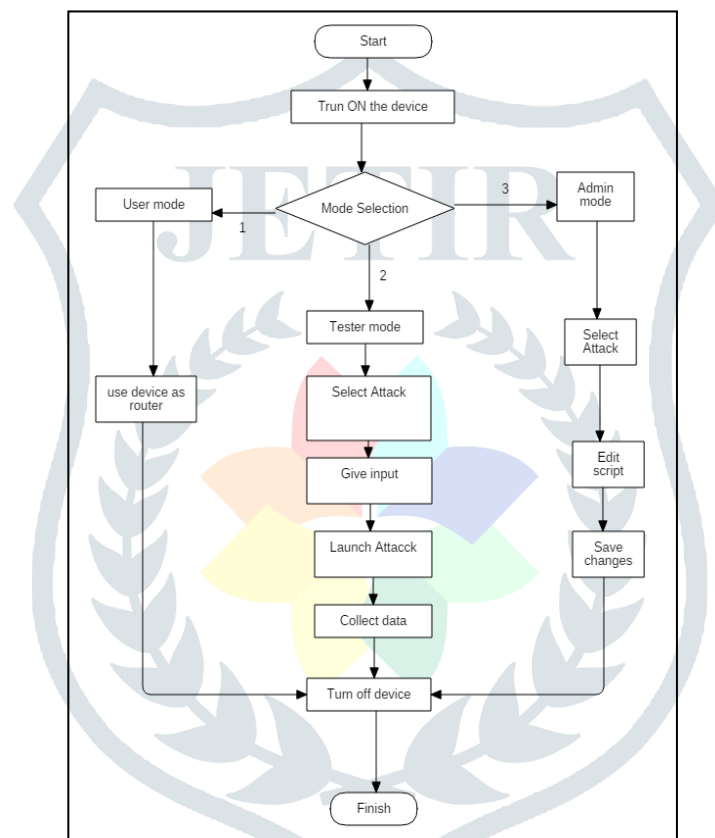 Start
Trun ON the device
JETIR
Mode Selection
User mode
1
3
Admin
mode
2
Tester mode
Select
Attack
use device as
router
Select Attack
Edit
script
Give input
Launch Attacck
Save
changes
Collect data
Turn off device
Finish